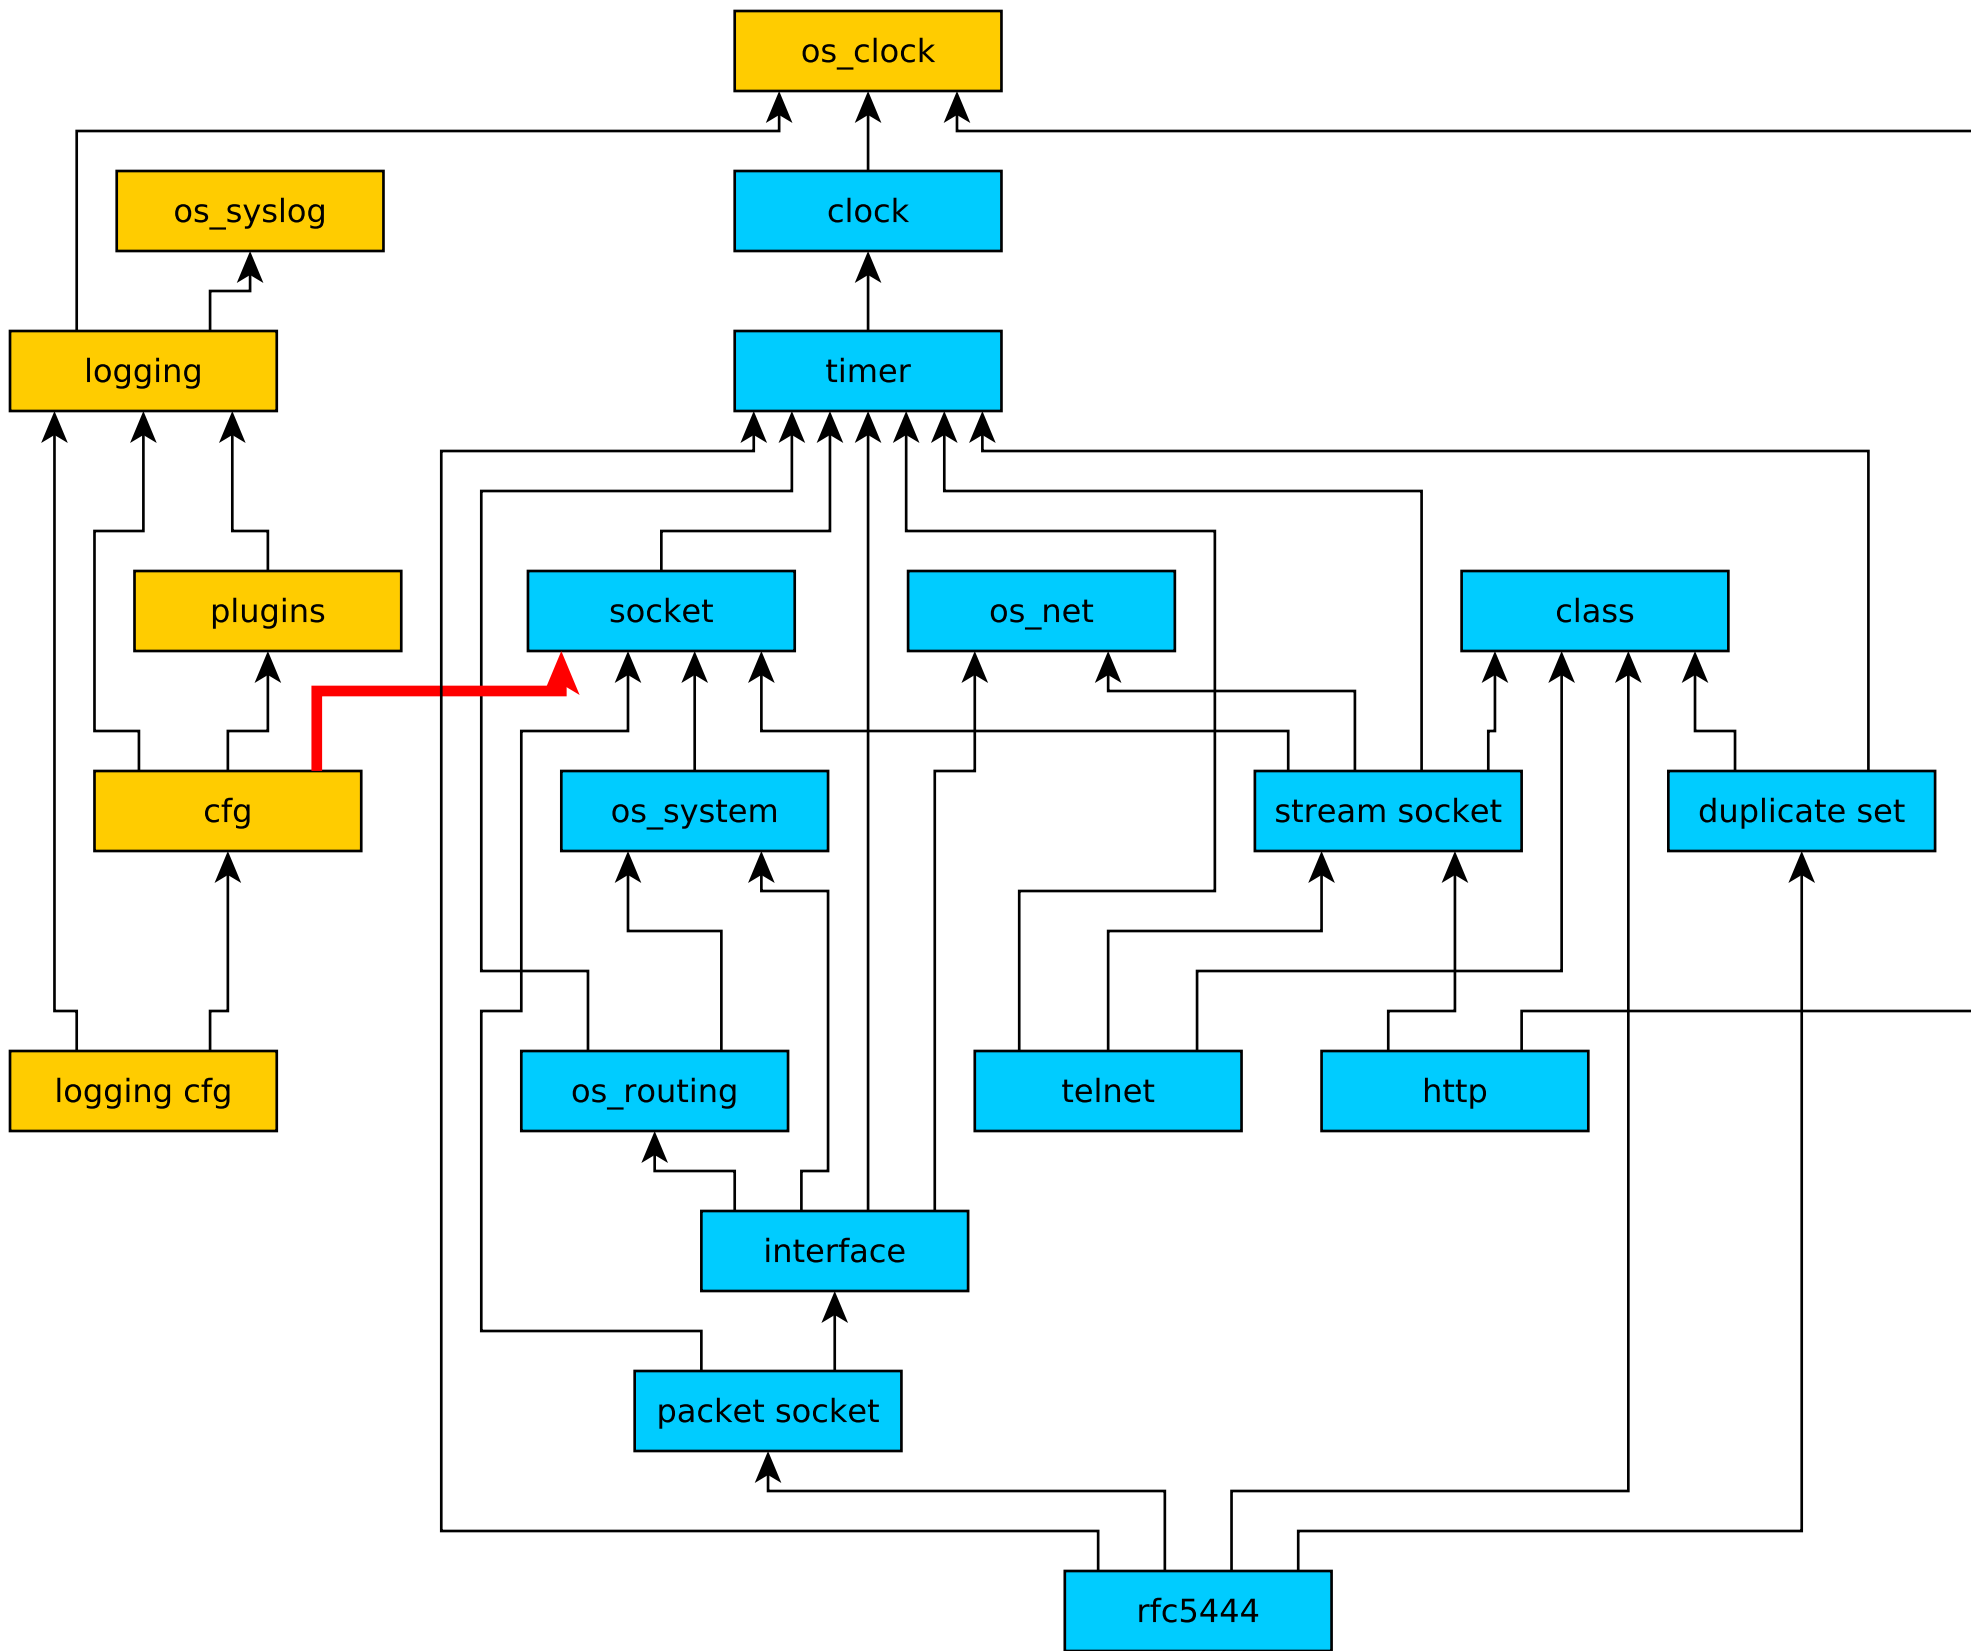 os_clock
os_syslog
clock
logging
timer
plugins
socket
os_net
class
cfg
os_system
stream socket
duplicate set
logging cfg
os_routing
telnet
http
interface
packet socket
rfc5444